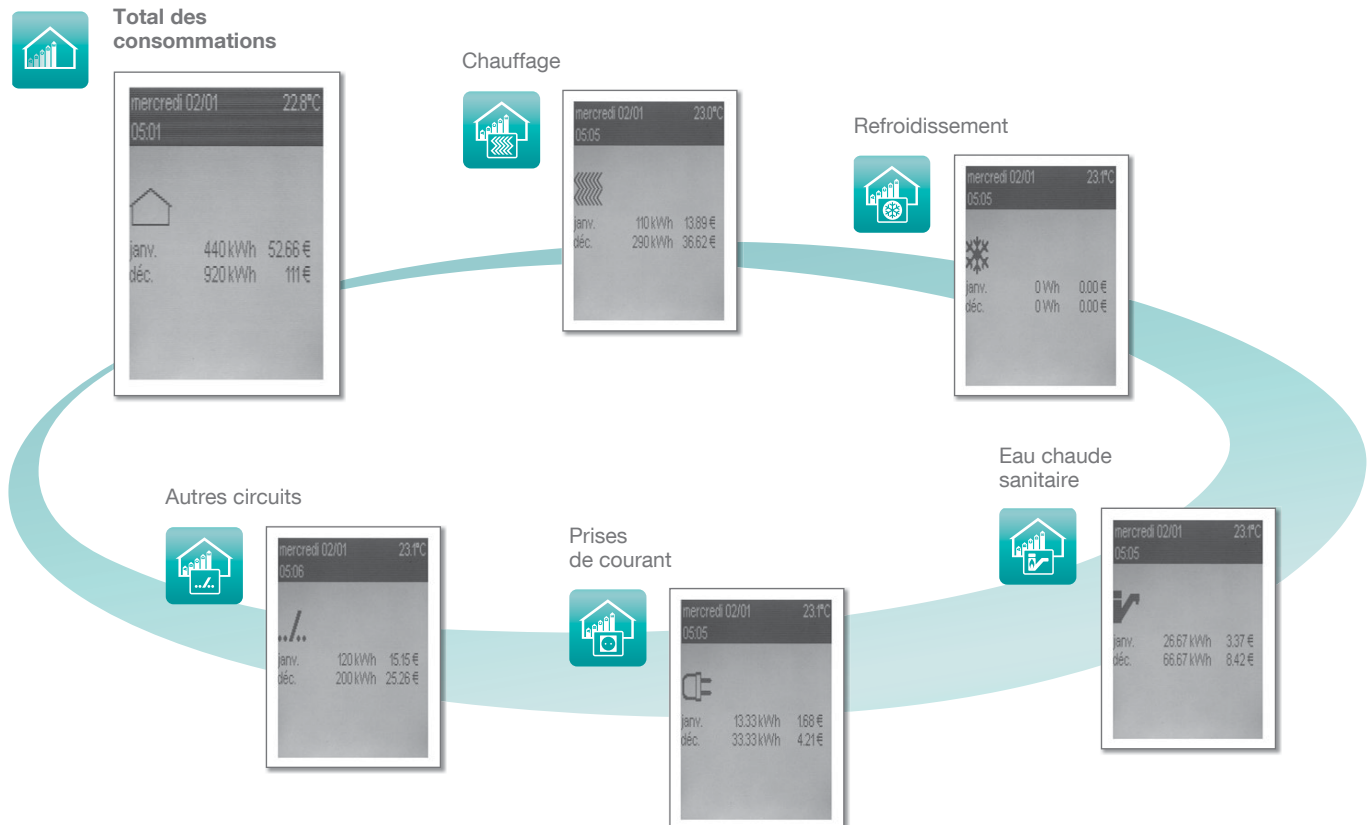 Total des
consommations
mercredi 02/01 22.8°C
05:01
janv. 440 kWh 52.66 €
déc. 920 kWh 111 €
Chauffage
mercredi 02/01 23.0°C
05:05
janv. 110 kWh 13.89 €
déc. 290 kWh 36.62 €
Refroidissement
mercredi 02/01 23.1°C
05:05
janv. 0 Wh 0.00 €
déc. 0 Wh 0.00 €
Eau chaude
sanitaire
mercredi 02/01 23.1°C
05:05
janv. 26.67 kWh 3.37 €
déc. 66.67 kWh 8.42 €
Prises
de courant
mercredi 02/01 23.1°C
05:05
janv. 13.33 kWh 1.68 €
déc. 33.33 kWh 4.21 €
Autres circuits
../..
mercredi 02/01 23.1°C
05:06
../..
janv. 120 kWh 15.15 €
déc. 200 kWh 25.26 €